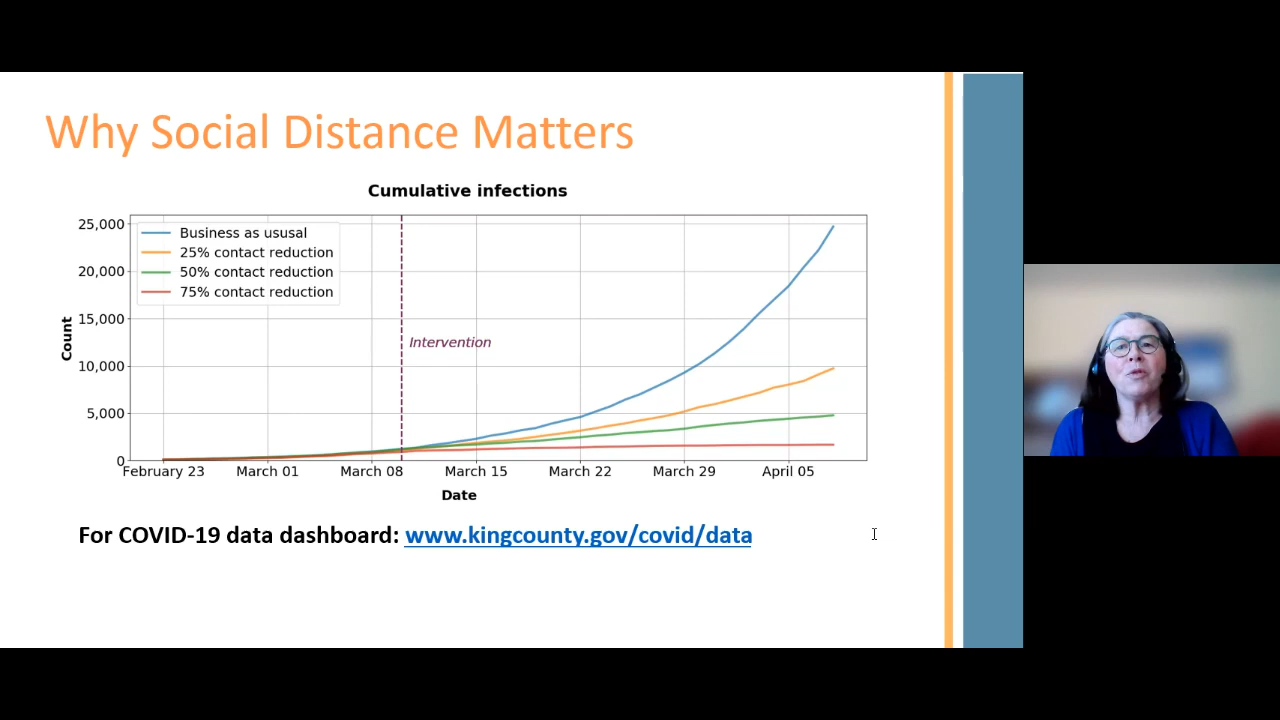 Why Social Distance Matters
Cumulative infections
25,000
20,000
15,000
10,000
5,000
0
Count
Business as ususal
25% contact reduction
50% contact reduction
75% contact reduction
Intervention
February 23 March 01 March 08 March 15 March 22 March 29 April 05
Date
For COVID-19 data dashboard: www.kingcounty.gov/covid/data